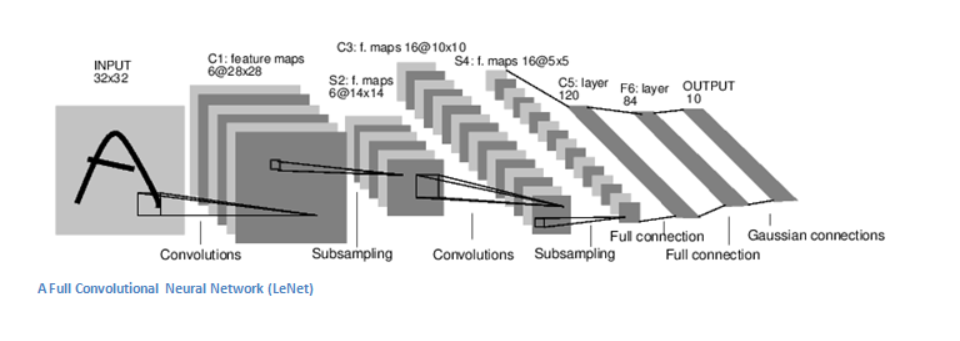 INPUT
32x32
C1: feature maps
6@28x28
S2: f. maps
6@14x14
C3: f. maps 16@10x10
S4: f. maps 16@5x5
C5: layer
120
F6: layer
84
OUTPUT
10
A
Convolutions
Subsampling
Convolutions
Subsampling
Full connection
Full connection
Gaussian connections
A Full Convolutional Neural Network (LeNet)